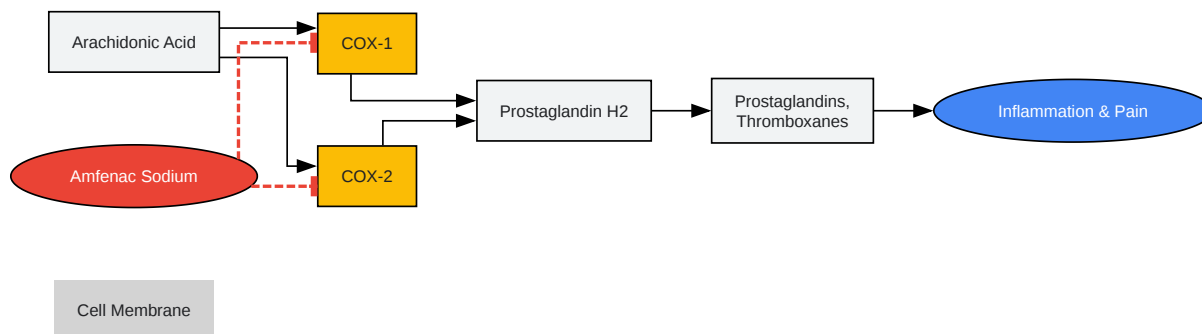 Arachidonic Acid
COX-1
Prostaglandin H2
Prostaglandins,
Thromboxanes
Inflammation & Pain
Amfenac Sodium
COX-2
Cell Membrane